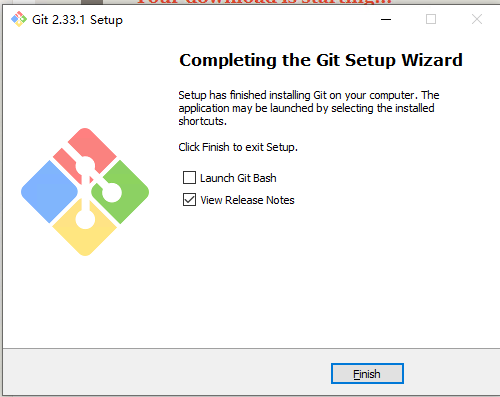 Your download is starting...
Git 2.33.1 Setup
Completing the Git Setup Wizard
Setup has finished installing Git on your computer. The
application may be launched by selecting the installed
shortcuts.
Click Finish to exit Setup.
Launch Git Bash
View Release Notes
Finish